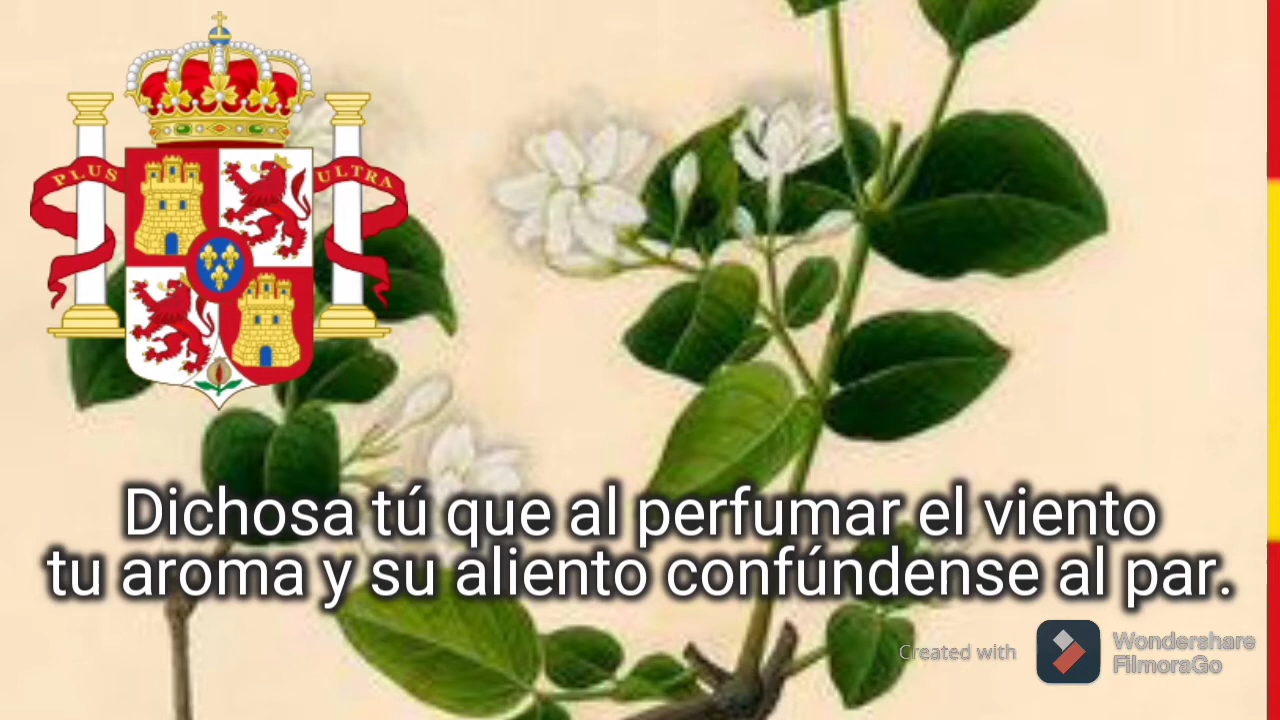 PLUS ULTRA
Dichosa tú que al perfumar el viento
tu aroma y su aliento confúndense al par.
Created with Wondershare
FilmoraGo